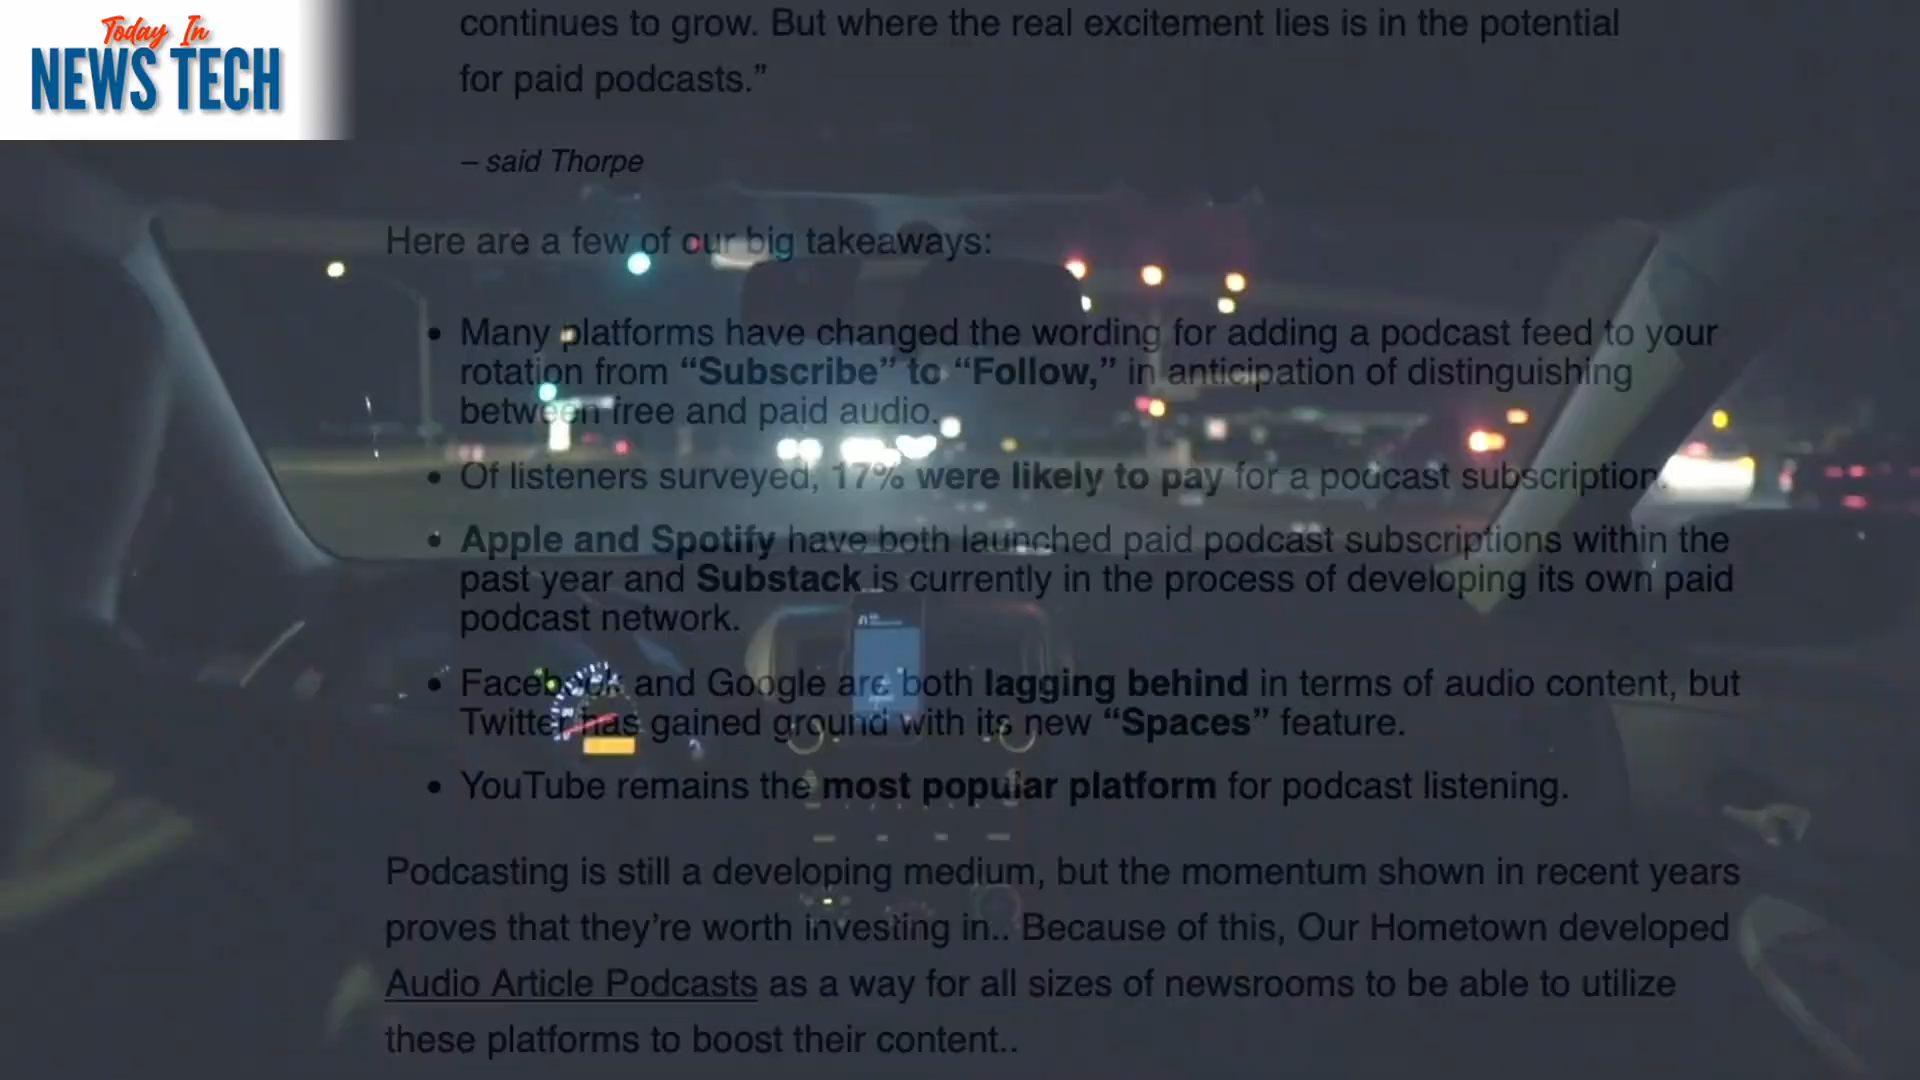 Today In
NEWS TECH
continues to grow. But where the real excitement lies is in the potential
for paid podcasts.”
– said Thorpe
Here are a few of our big takeaways:
• Many platforms have changed the wording for adding a podcast feed to your
rotation from “Subscribe” to “Follow,” in anticipation of distinguishing
between free and paid audio.
• Of listeners surveyed, 17% were likely to pay for a podcast subscription.
• Apple and Spotify have both launched paid podcast subscriptions within the
past year and Substack is currently in the process of developing its own paid
podcast network.
• Facebook and Google are both lagging behind in terms of audio content, but
Twitter has gained ground with its new “Spaces” feature.
• YouTube remains the most popular platform for podcast listening.
Podcasting is still a developing medium, but the momentum shown in recent years
proves that they’re worth investing in.. Because of this, Our Hometown developed
Audio Article Podcasts as a way for all sizes of newsrooms to be able to utilize
these platforms to boost their content..